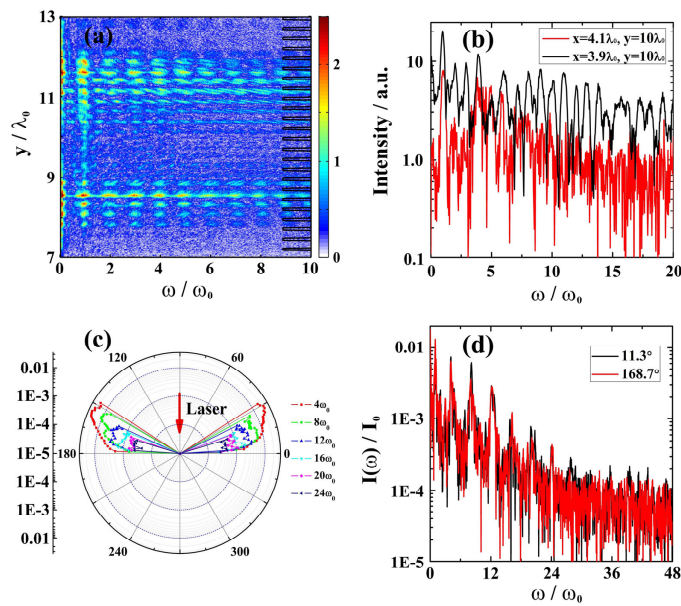 (a)
y / λ₀
13
11
9
7
0 2 4 6 8 10
ω / ω₀
2
1
0
(b)
x=4.1λ₀, y=10λ₀
x=3.9λ₀, y=10λ₀
Intensity / a.u.
10
1.0
0.1
0 5 10 15 20
ω / ω₀
(c)
0.01
1E-3
1E-4
1E-5
1E-4
1E-3
0.01
120 60
180 0
240 300
Laser
4ω₀
8ω₀
12ω₀
16ω₀
20ω₀
24ω₀
(d)
11.3°
168.7°
I(ω) / I₀
0.01
1E-3
1E-4
1E-5
0 12 24 36 48
ω / ω₀